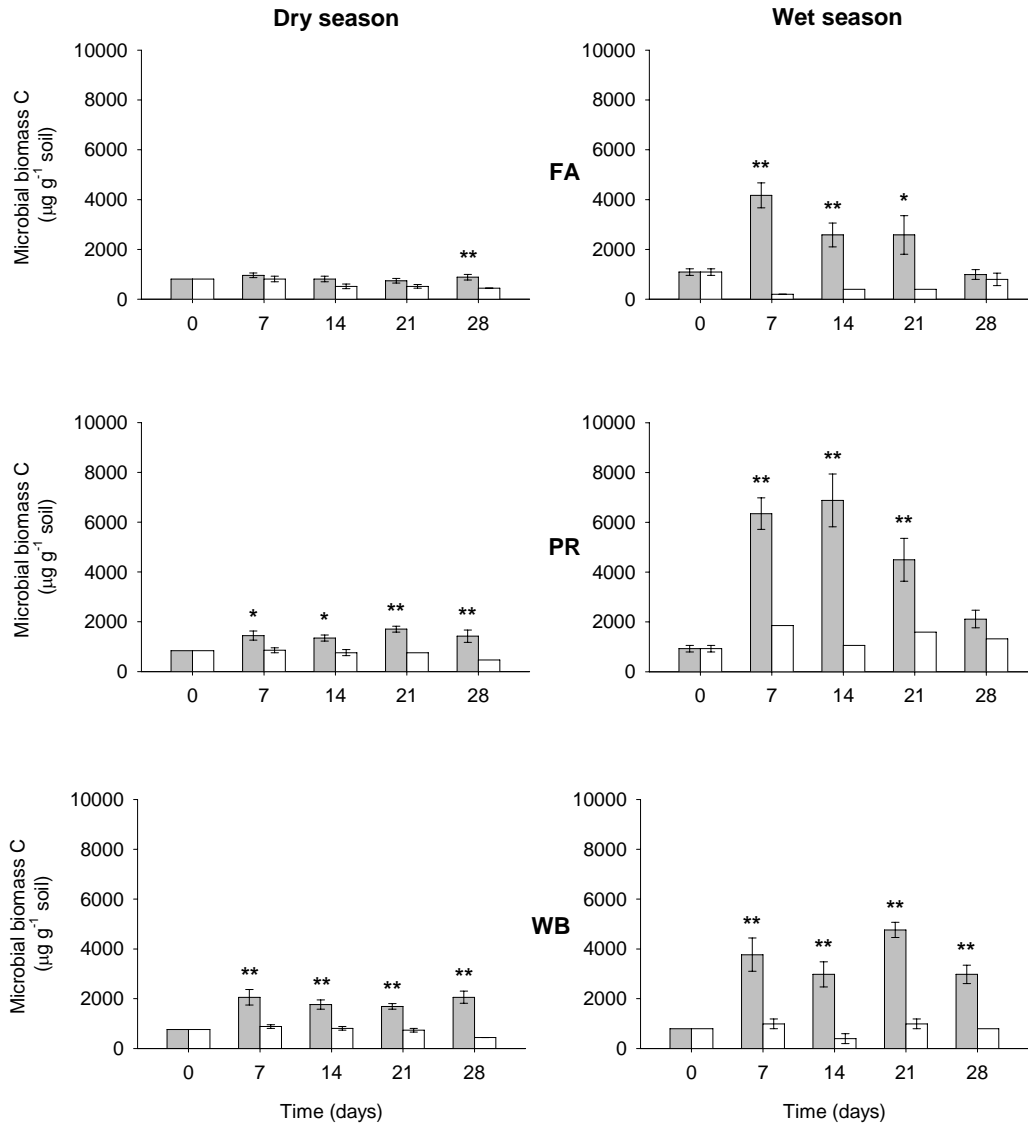 Dry season
Wet season
Microbial biomass C
(μg g⁻¹ soil)
10000
8000
6000
4000
2000
0
**
0 7 14 21 28
FA
10000
8000
6000
4000
2000
0
**
**
*
0 7 14 21 28
Microbial biomass C
(μg g⁻¹ soil)
10000
8000
6000
4000
2000
0
* * ** **
0 7 14 21 28
PR
10000
8000
6000
4000
2000
0
**
**
**
0 7 14 21 28
Microbial biomass C
(μg g⁻¹ soil)
10000
8000
6000
4000
2000
0
** ** ** **
0 7 14 21 28
Time (days)
WB
10000
8000
6000
4000
2000
0
** ** ** **
0 7 14 21 28
Time (days)